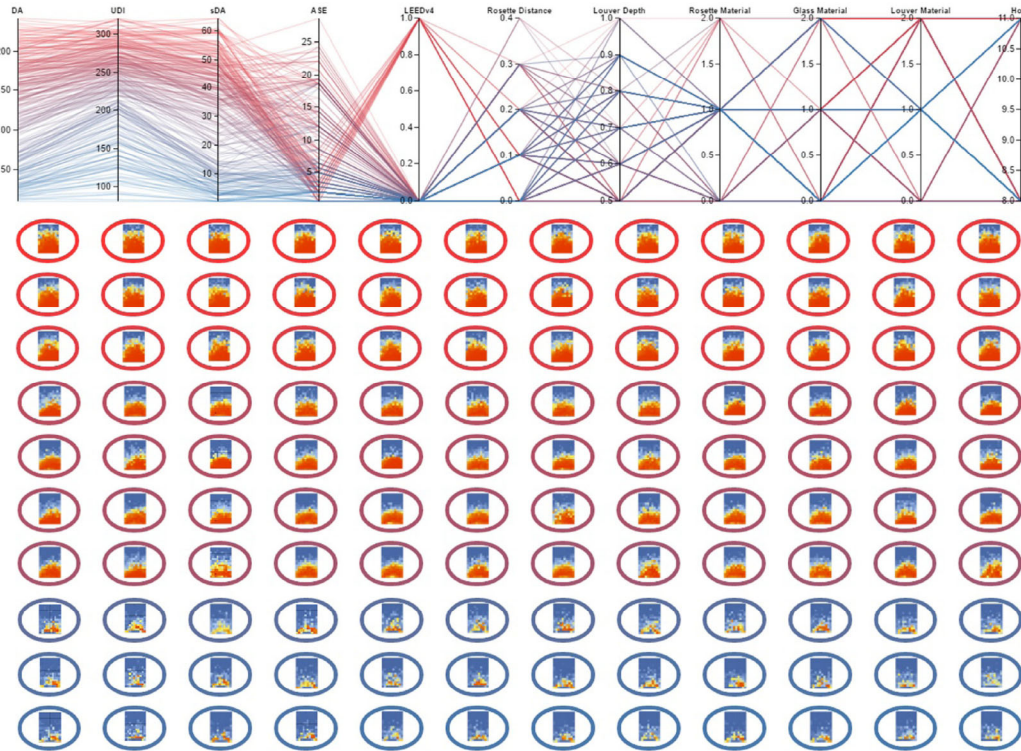 DA UDI sDA ASE LEEDv4 Rosette Distance Louver Depth Rosette Material Glass Material Louver Material Ho
300 60 25 1.0 0.4 1.0 2.0 2.0 2.0 11.0
10.5
200 50 20 0.8 0.9
250 0.3 1.5 1.5 1.5 10.0
40 15 0.6 0.8
50 200 30 0.2 1.0 1.0 1.0 9.5
00 10 0.4 0.7
150 20 9.0
50 5 0.2 0.1 0.6 0.5 0.5 0.5
100 10 8.5
0.0 0.0 0.5 0.0 0.0 0.0 8.0